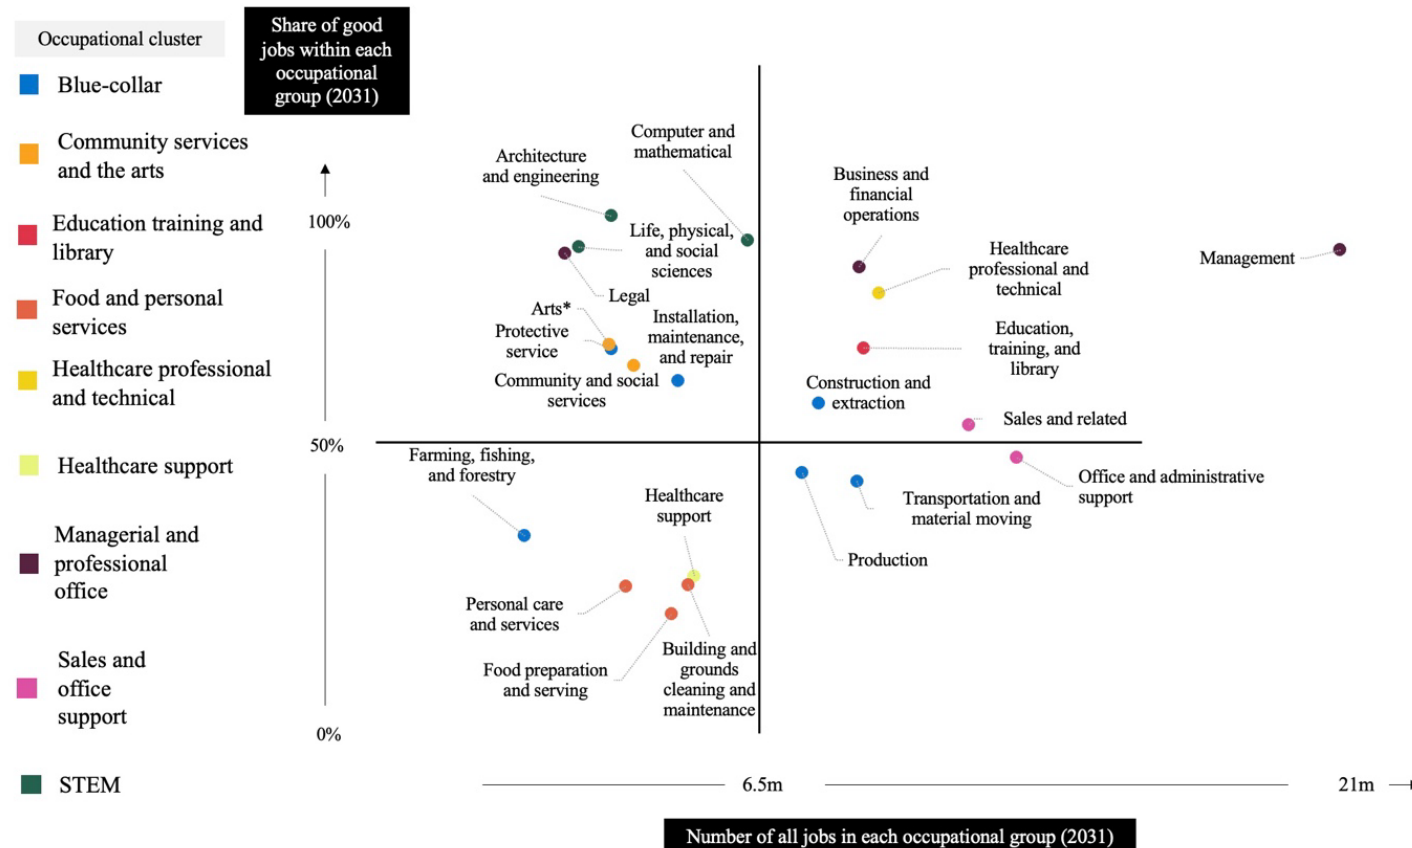 Occupational cluster
Blue-collar
Community services
and the arts
Education training and
library
Food and personal
services
Healthcare professional
and technical
Healthcare support
Managerial and
professional
office
Sales and
office
support
STEM
Share of good
jobs within each
occupational
group (2031)
100%
50%
0%
Architecture
and engineering
Computer and
mathematical
Life, physical,
and social
sciences
Legal
Arts*
Protective
service
Installation,
maintenance,
and repair
Community and social
services
Business and
financial
operations
Healthcare
professional and
technical
Management
Education,
training, and
library
Construction and
extraction
Sales and related
Farming, fishing,
and forestry
Healthcare
support
Personal care
and services
Food preparation
and serving
Building and
grounds
cleaning and
maintenance
Office and administrative
support
Transportation and
material moving
Production
6.5m
21m
Number of all jobs in each occupational group (2031)